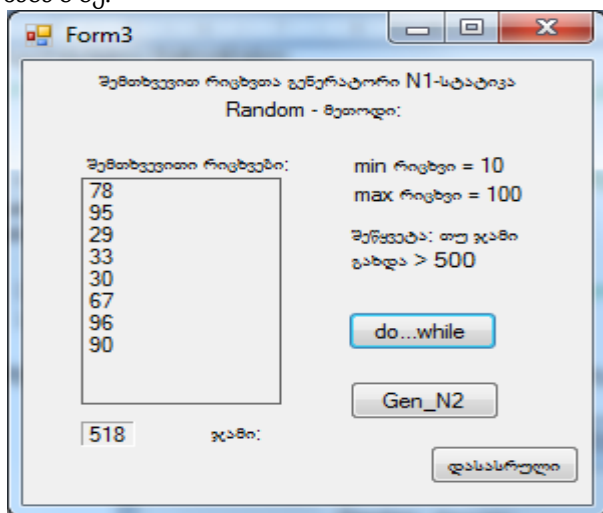 Form3
შემთხვევით რიცხვთა გენერატორი N1-სტატიკა
Random - მეთოდი:
შემთხვევითი რიცხვები:
78
95
29
33
30
67
96
90
min რიცხვი = 10
max რიცხვი = 100
შეწყვეტა: თუ ჯამი
გახდა > 500
do...while
Gen_N2
518
ჯამი:
დასასრული